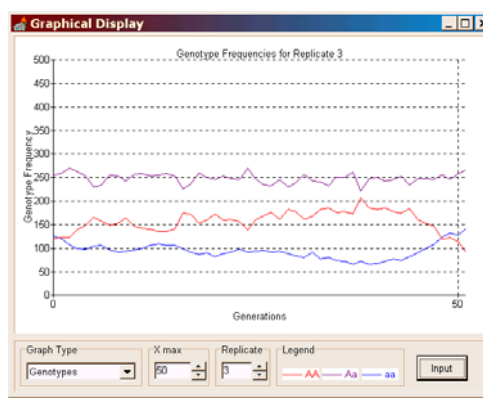 Graphical Display
Genotype Frequencies for Replicate 3
500
450
400
350
300
250
200
150
100
50
0
Genotype Frequency
0
50
Generations
Graph Type
Genotypes
X max
50
Replicate
3
Legend
AA
Aa
aa
Input